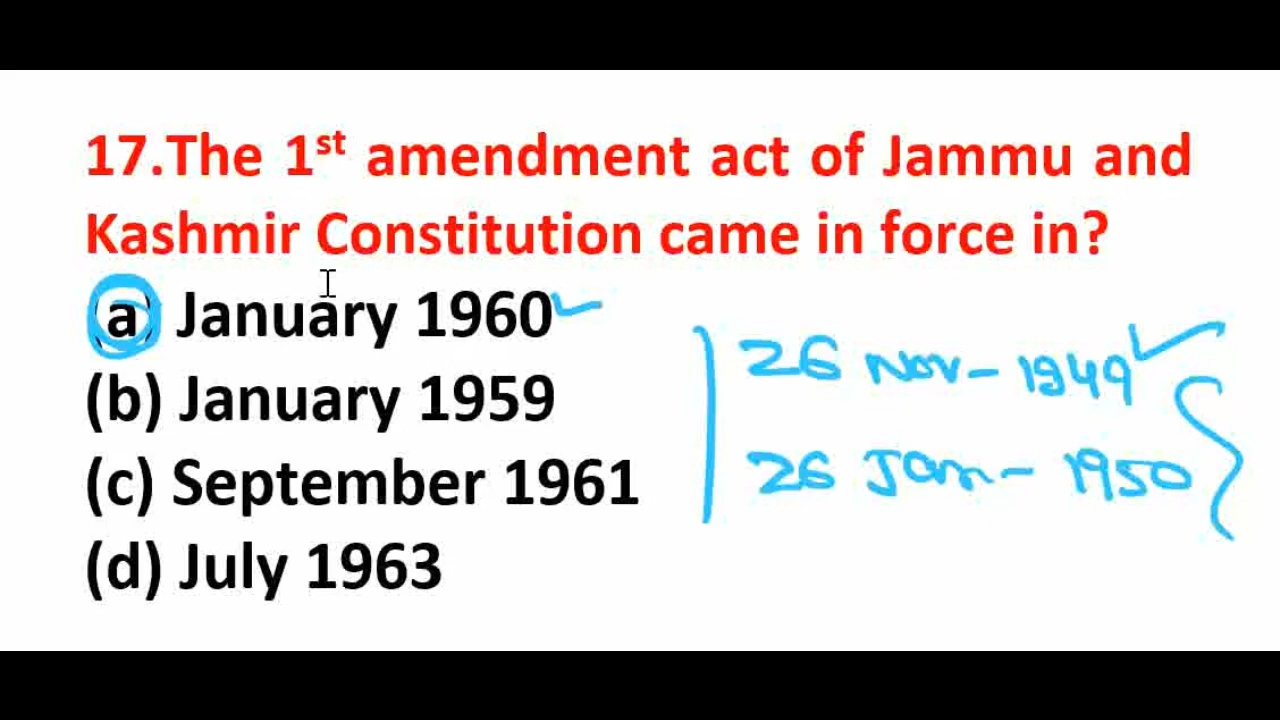 17.The 1st amendment act of Jammu and
Kashmir Constitution came in force in?
(a) January 1960
(b) January 1959
(c) September 1961
(d) July 1963
26 Nov - 1949
26 Jan - 1950